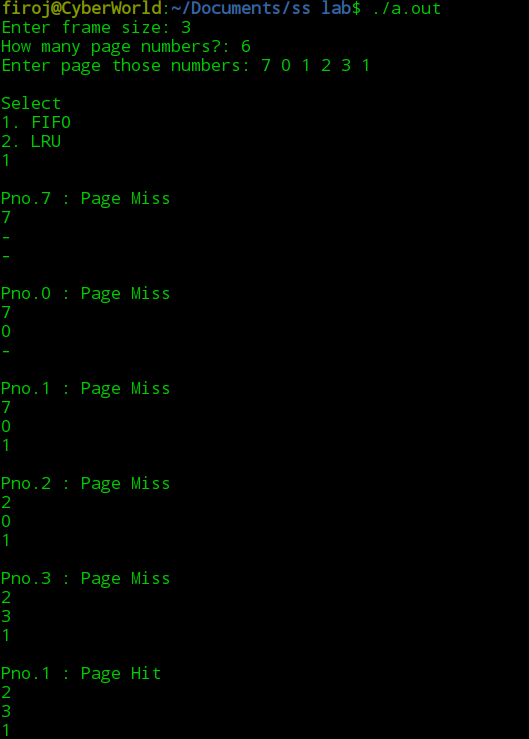 firoj@CyberWorld:~/Documents/ss lab$ ./a.out
Enter frame size: 3
How many page numbers?: 6
Enter page those numbers: 7 0 1 2 3 1
Select
1. FIFO
2. LRU
1
Pno.7 : Page Miss
7
-
-
Pno.0 : Page Miss
7
0
-
Pno.1 : Page Miss
7
0
1
Pno.2 : Page Miss
2
0
1
Pno.3 : Page Miss
2
3
1
Pno.1 : Page Hit
2
3
1